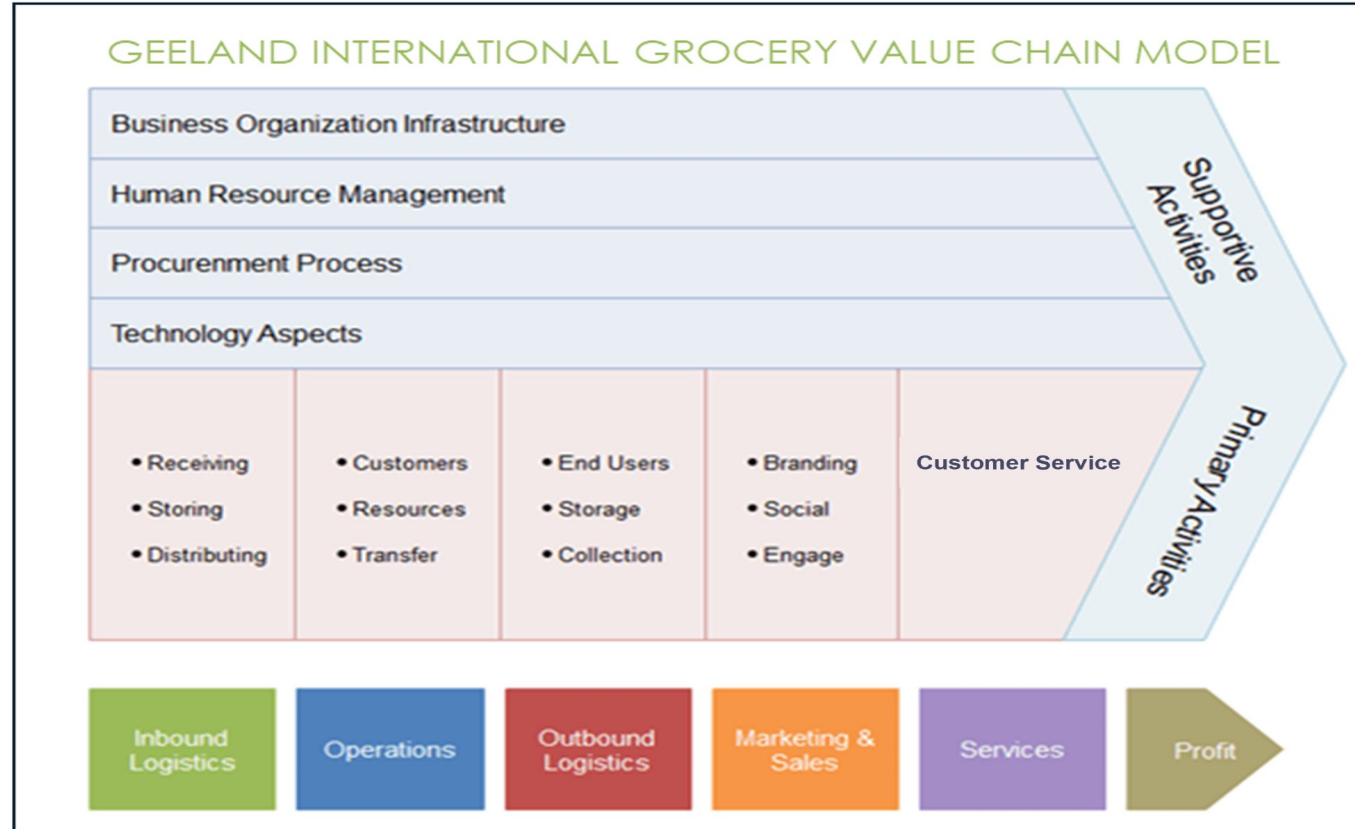 GEELAND INTERNATIONAL GROCERY VALUE CHAIN MODEL
Business Organization Infrastructure
Human Resource Management
Procurenment Process
Technology Aspects
Supportive
Activities
• Receiving
• Storing
• Distributing
• Customers
• Resources
• Transfer
• End Users
• Storage
• Collection
• Branding
• Social
• Engage
Customer Service
Primary Activities
Inbound
Logistics
Operations
Outbound
Logistics
Marketing &
Sales
Services
Profit